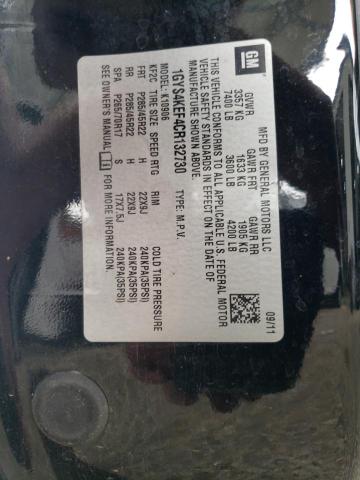 GM
MFD BY GENERAL MOTORS LLC 09/11
GVWR GAWR FRT GAWR RR
3357 KG 1633 KG 1905 KG
7400 LB 3600 LB 4200 LB
THIS VEHICLE CONFORMS TO ALL APPLICABLE U.S. FEDERAL MOTOR
VEHICLE SAFETY STANDARDS IN EFFECT ON THE DATE OF
MANUFACTURE SHOWN ABOVE.
1GYS4KEF4CR132730 TYPE: M.P.V.
MODEL: K10906
KF2C TIRE SIZE SPEED RTG RIM COLD TIRE PRESSURE
FRT P285/45R22 H 22X9J 240KPA(35PSI)
RR P285/45R22 H 22X9J 240KPA(35PSI)
SPA P265/70R17 S 17X7.5J 240KPA(35PSI)
SEE OWNER'S MANUAL FOR MORE INFORMATION.